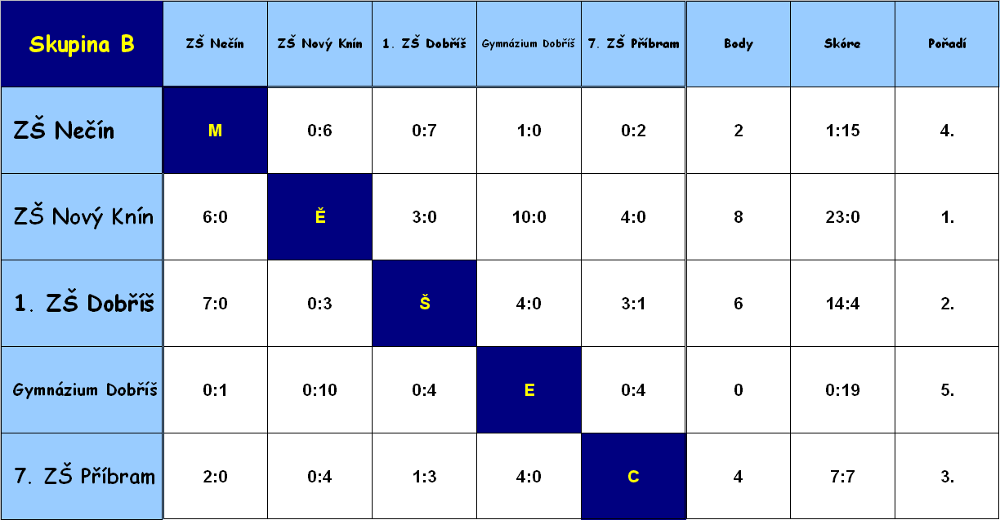 Skupina B ZŠ Nečín ZŠ Nový Knín 1. ZŠ Dobříš Gymnázium Dobříš 7. ZŠ Příbram Body Skóre Pořadí
ZŠ Nečín M 0:6 0:7 1:0 0:2 2 1:15 4.
ZŠ Nový Knín 6:0 Ě 3:0 10:0 4:0 8 23:0 1.
1. ZŠ Dobříš 7:0 0:3 Š 4:0 3:1 6 14:4 2.
Gymnázium Dobříš 0:1 0:10 0:4 E 0:4 0 0:19 5.
7. ZŠ Příbram 2:0 0:4 1:3 4:0 C 4 7:7 3.